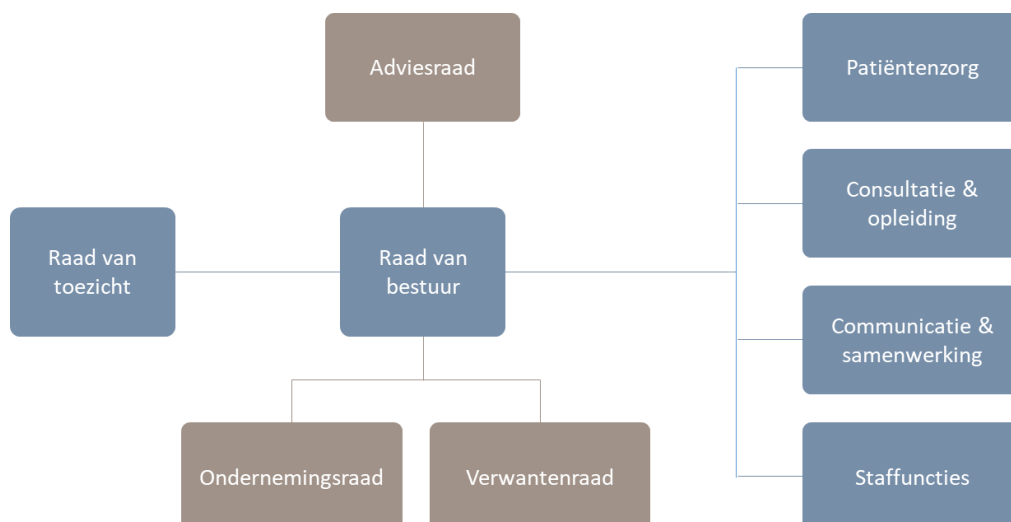 Adviesraad
Patiëntenzorg
Consultatie &
opleiding
Raad van
toezicht
Raad van
bestuur
Communicatie &
samenwerking
Ondernemingsraad
Verwantenraad
Staffuncties